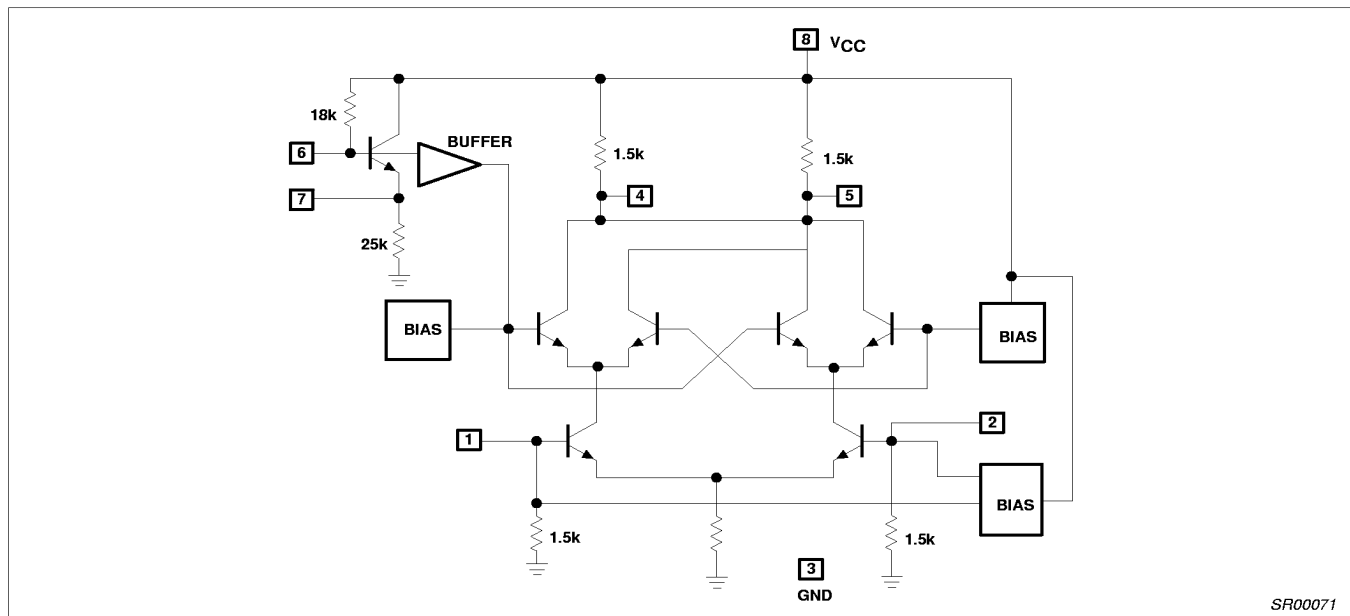 8 VCC
18k
BUFFER
6
1.5k
1.5k
7
4
5
25k
BIAS
BIAS
1
2
BIAS
1.5k
1.5k
3
GND
SR00071